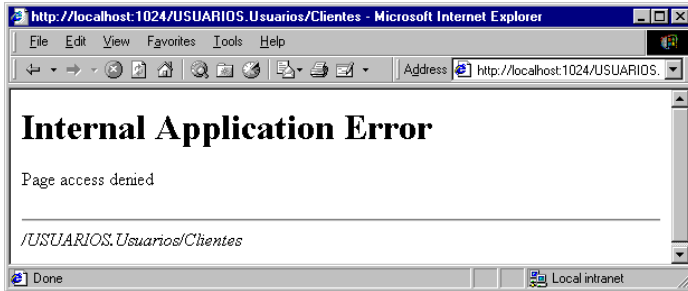 http://localhost:1024/USUARIOS.Usuarios/Clientes - Microsoft Internet Explorer
File Edit View Favorites Tools Help
Address http://localhost:1024/USUARIOS.
Internal Application Error
Page access denied
/USUARIOS.Usuarios/Clientes
Done Local intranet